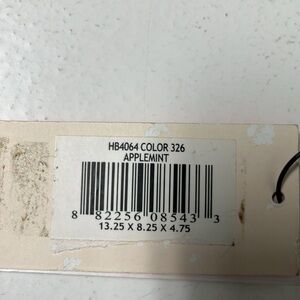 HB4064 COLOR 326
APPLEMINT
8 82256 08543 3
13.25 X 8.25 X 4.75